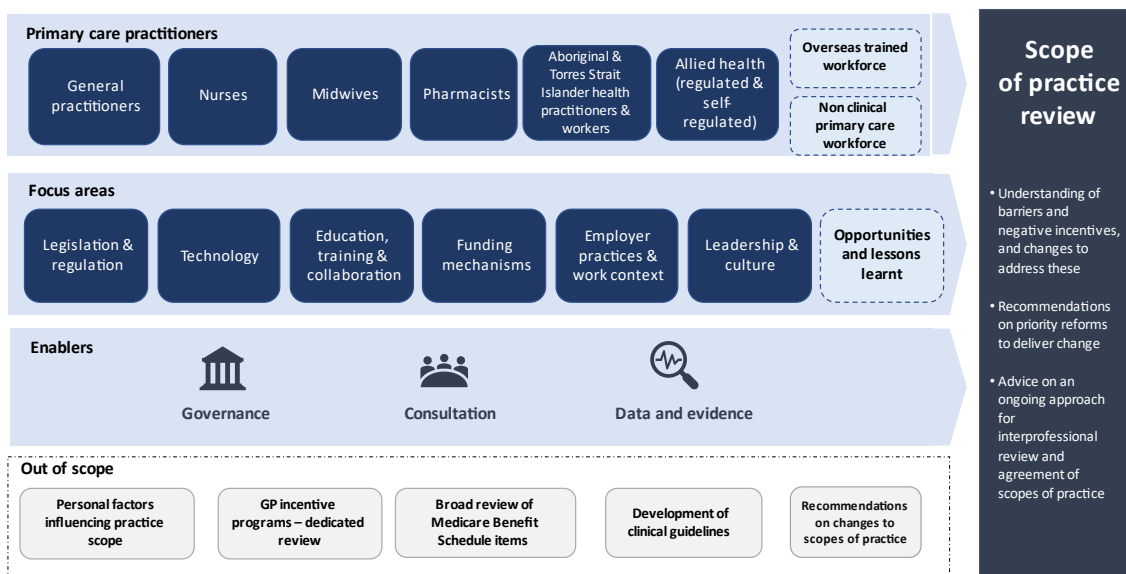 Primary care practitioners
General
practitioners
Nurses
Midwives
Pharmacists
Aboriginal &
Torres Strait
Islander health
practitioners &
workers
Allied health
(regulated &
self-
regulated)
Overseas trained
workforce
Non clinical
primary care
workforce
Focus areas
Legislation &
regulation
Technology
Education,
training &
collaboration
Funding
mechanisms
Employer
practices &
work context
Leadership &
culture
Opportunities
and lessons
learnt
Enablers
Governance
Consultation
Data and evidence
Out of scope
Personal factors
influencing practice
scope
GP incentive
programs – dedicated
review
Broad review of
Medicare Benefit
Schedule items
Development of
clinical guidelines
Recommendations
on changes to
scopes of practice
Scope
of practice
review
• Understanding of
barriers and
negative incentives,
and changes to
address these
• Recommendations
on priority reforms
to deliver change
• Advice on an
ongoing approach
for
interprofessional
review and
agreement of
scopes of practice